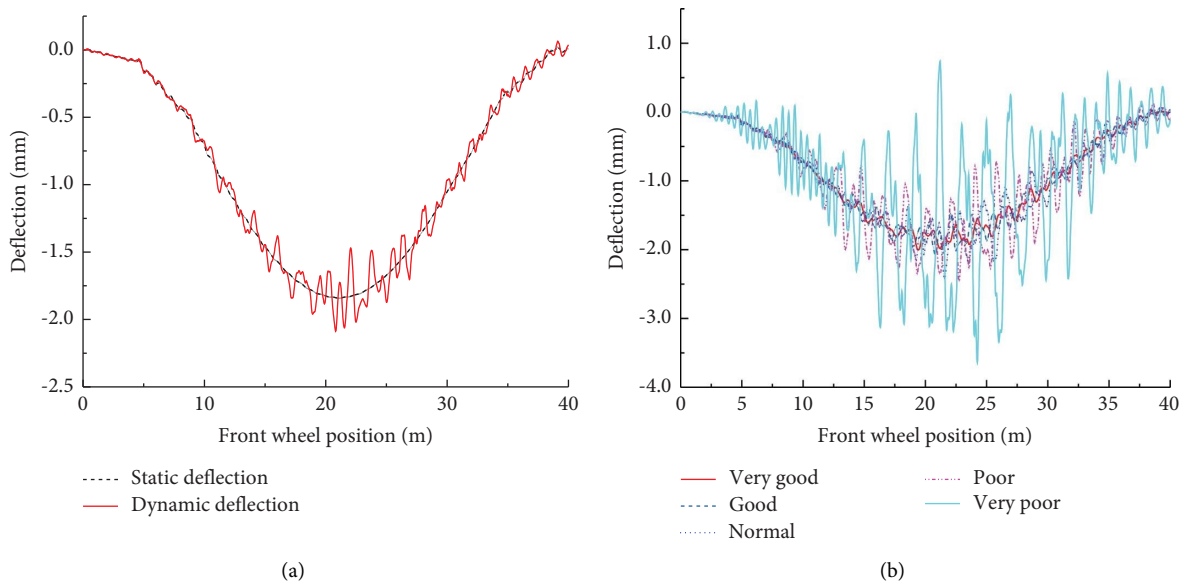 0.0
-0.5
-1.0
-1.5
-2.0
-2.5
Deflection (mm)
0 10 20 30 40
Front wheel position (m)
Static deflection
Dynamic deflection
(a)
1.0
0.0
-1.0
-2.0
-3.0
-4.0
Deflection (mm)
0 5 10 15 20 25 30 35 40
Front wheel position (m)
Very good
Good
Normal
Poor
Very poor
(b)